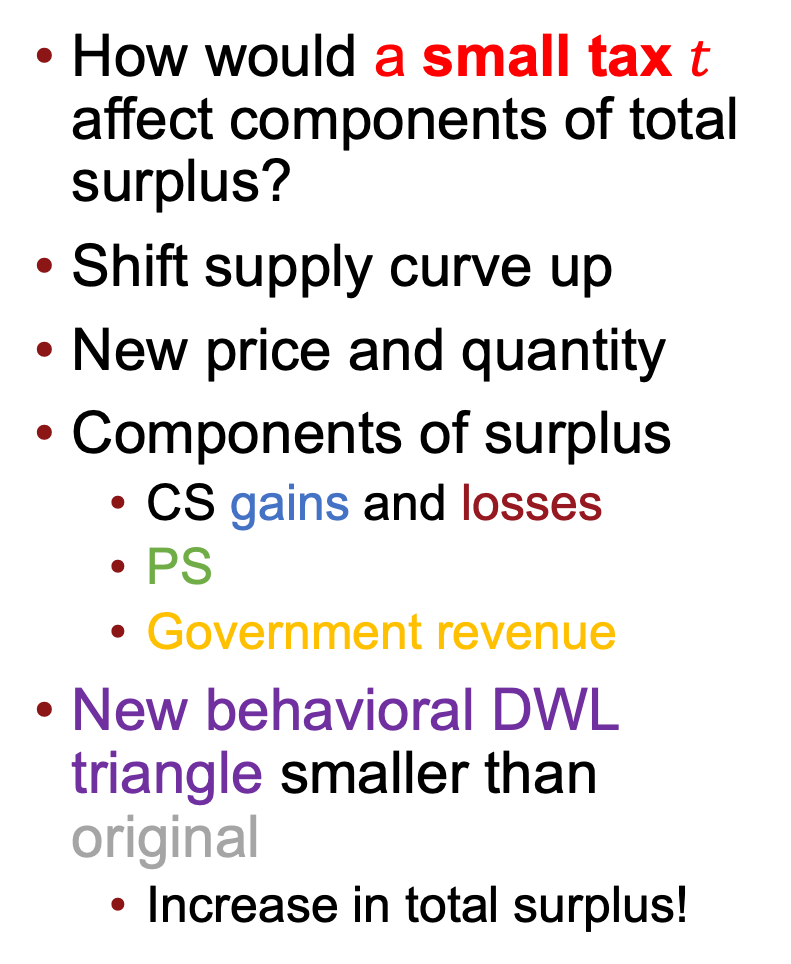 • How would a small tax t
affect components of total
surplus?
• Shift supply curve up
• New price and quantity
• Components of surplus
• CS gains and losses
• PS
• Government revenue
• New behavioral DWL
triangle smaller than
original
• Increase in total surplus!